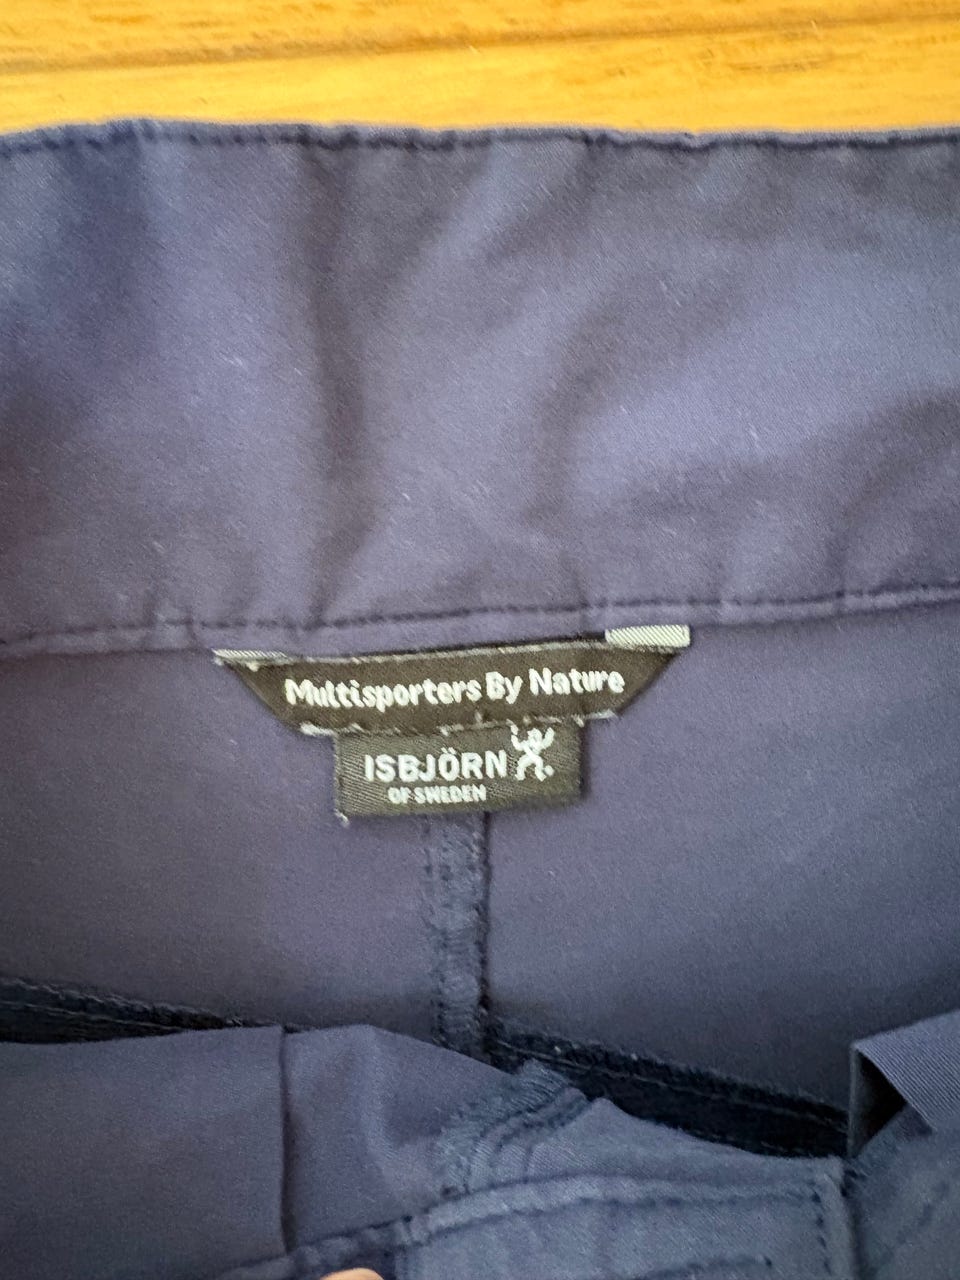 Multisporters By Nature
ISBJÖRN
OF SWEDEN